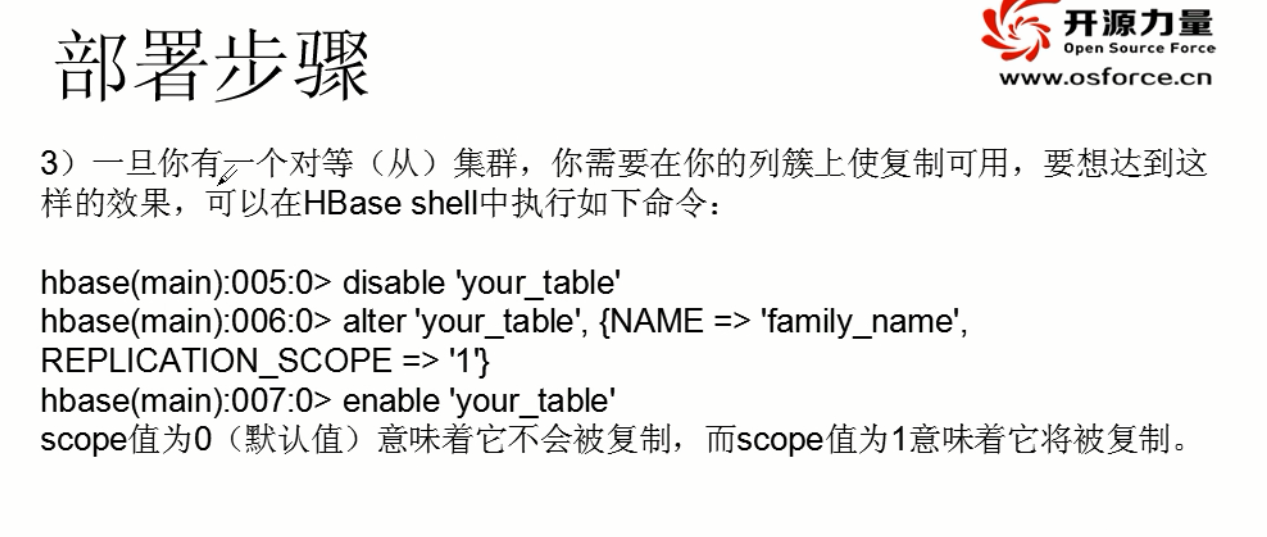 部署步骤
开源力量
Open Source Force
www.osforce.cn
3）一旦你有一个对等（从）集群，你需要在你的列簇上使复制可用，要想达到这
样的效果，可以在HBase shell中执行如下命令：
hbase(main):005:0> disable 'your_table'
hbase(main):006:0> alter 'your_table', {NAME => 'family_name',
REPLICATION_SCOPE => '1'}
hbase(main):007:0> enable 'your_table'
scope值为0（默认值）意味着它不会被复制，而scope值为1意味着它将被复制。